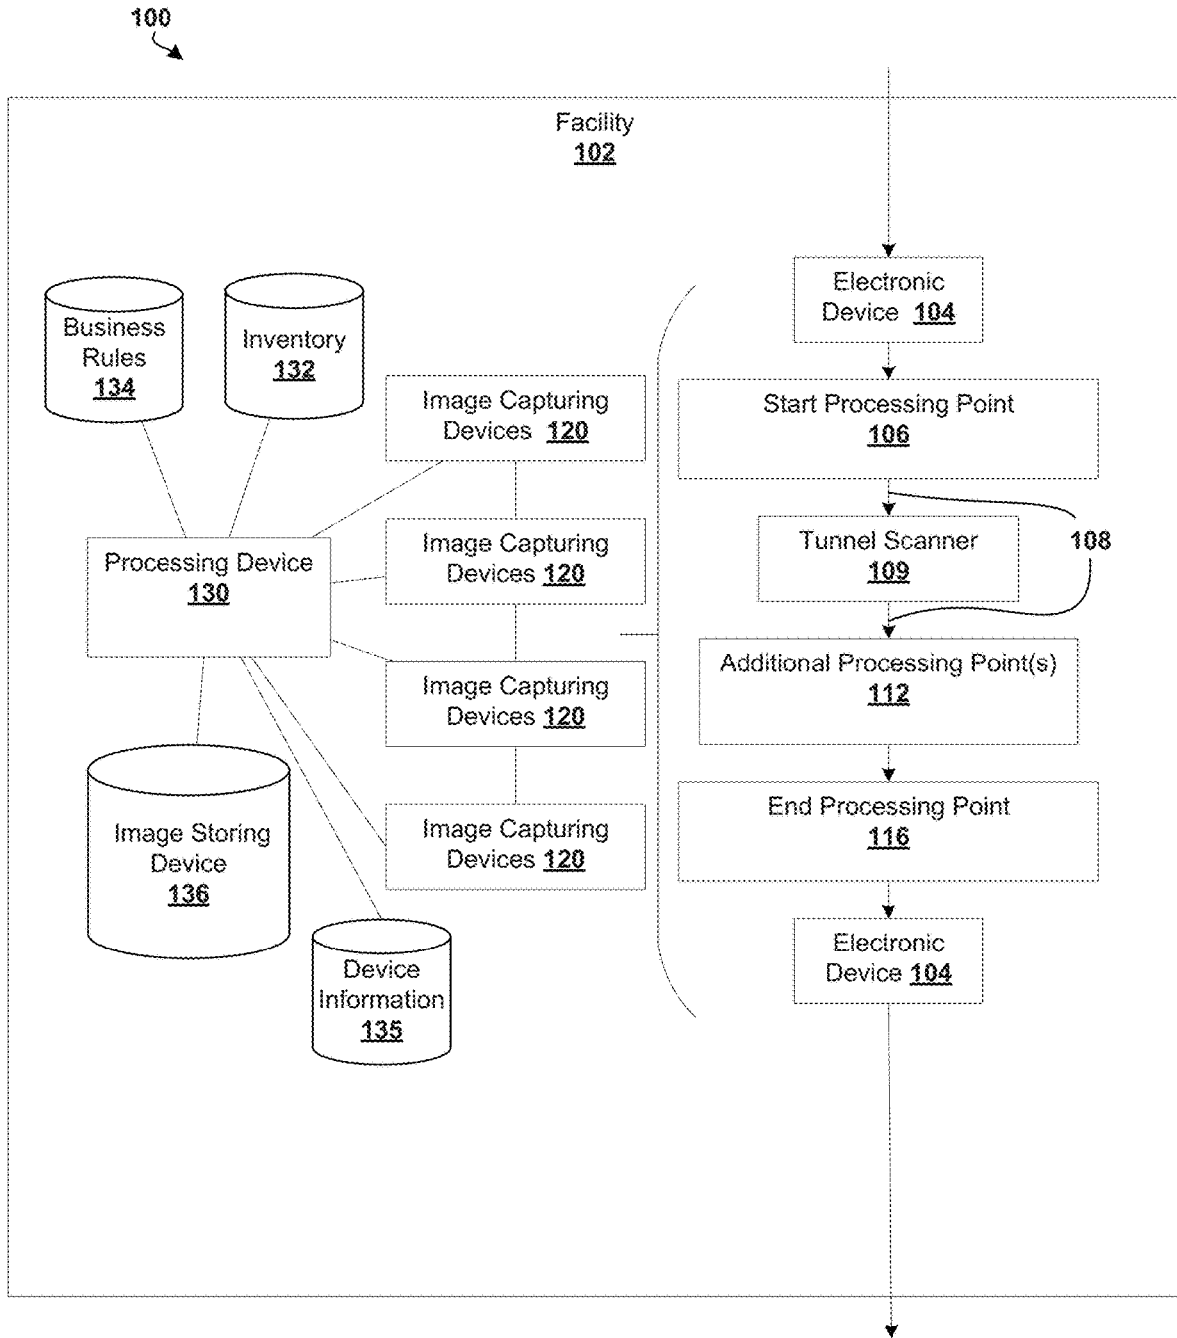 100
Facility
102
Business
Rules
134
Inventory
132
Processing Device
130
Image Storing
Device
136
Device
Information
135
Image Capturing
Devices 120
Image Capturing
Devices 120
Image Capturing
Devices 120
Image Capturing
Devices 120
Electronic
Device 104
Start Processing Point
106
Tunnel Scanner
109
108
Additional Processing Point(s)
112
End Processing Point
116
Electronic
Device 104